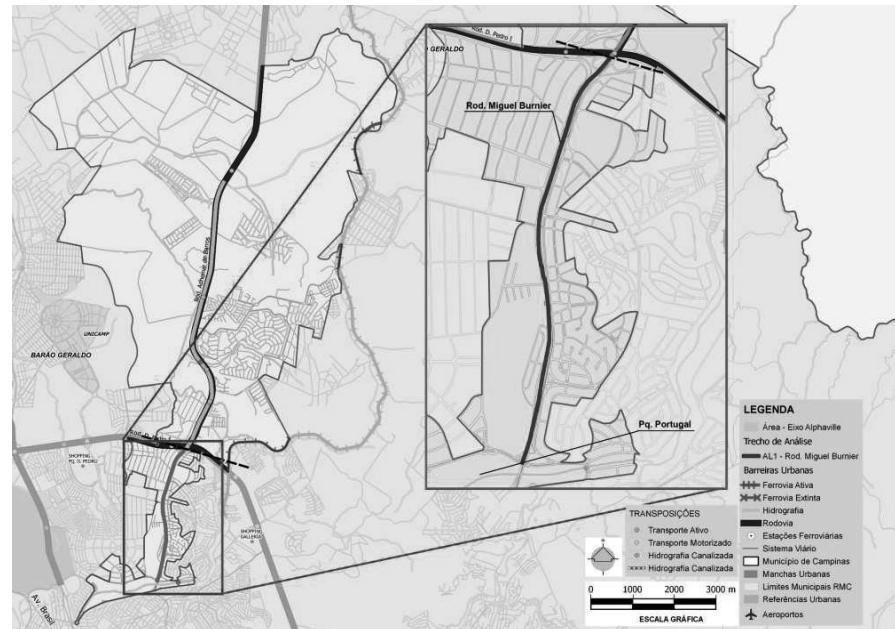 Rod. D. Pedro I
O GERALDO
Rod. Miguel Burnier
Pq. Portugal
Rod. Adhemar de Barros
UNICAMP
BARÃO GERALDO
SHOPPING
PQ. D. PEDRO
SHOPPING
GALLERIA
Av. Brasil
LEGENDA
Área - Eixo Alphaville
Trecho de Análise
AL1 - Rod. Miguel Burnier
Barreiras Urbanas
Ferrovia Ativa
Ferrovia Extinta
Hidrografia
Rodovia
Estações Ferroviárias
Sistema Viário
Município de Campinas
Manchas Urbanas
Limites Municipais RMC
Referências Urbanas
Aeroportos
TRANSPOSIÇÕES
Transporte Ativo
Transporte Motorizado
Hidrografia Canalizada
Hidrografia Canalizada
0 1000 2000 3000 m
ESCALA GRÁFICA